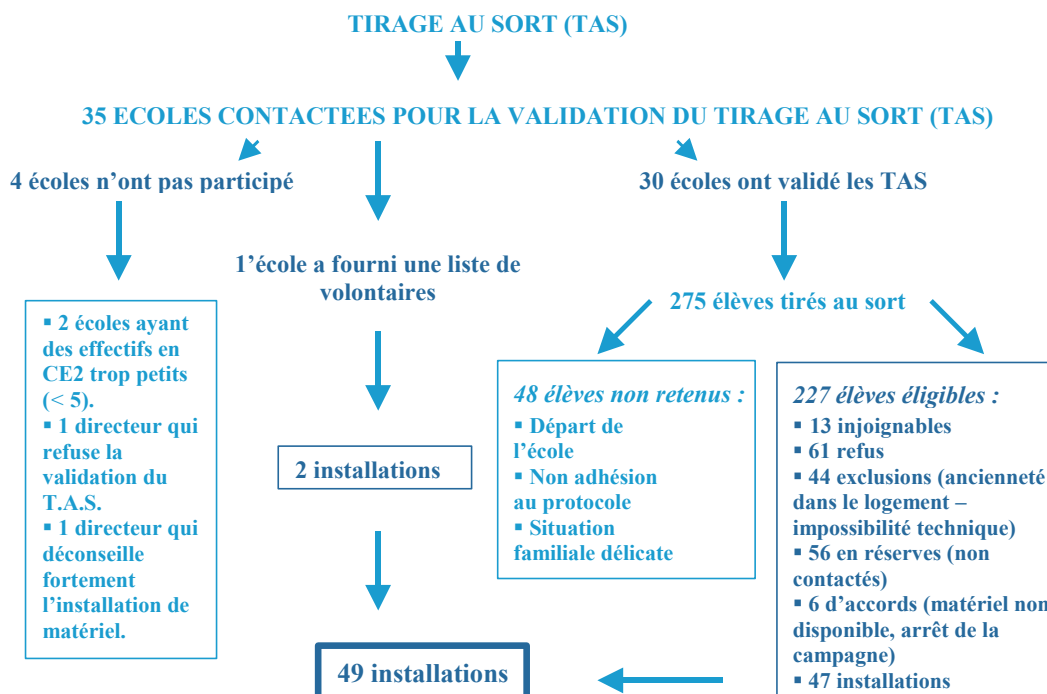 TIRAGE AU SORT (TAS)
35 ECOLES CONTACTEES POUR LA VALIDATION DU TIRAGE AU SORT (TAS)
4 écoles n'ont pas participé
30 écoles ont validé les TAS
1'école a fourni une liste de
volontaires
275 élèves tirés au sort
▪ 2 écoles ayant
des effectifs en
CE2 trop petits
(< 5).
▪ 1 directeur qui
refuse la
validation du
T.A.S.
▪ 1 directeur qui
déconseille
fortement
l'installation de
matériel.
2 installations
48 élèves non retenus :
▪ Départ de
l'école
▪ Non adhésion
au protocole
▪ Situation
familiale délicate
227 élèves éligibles :
▪ 13 injoignables
▪ 61 refus
▪ 44 exclusions (ancienneté
dans le logement –
impossibilité technique)
▪ 56 en réserves (non
contactés)
▪ 6 d'accords (matériel non
disponible, arrêt de la
campagne)
▪ 47 installations
49 installations